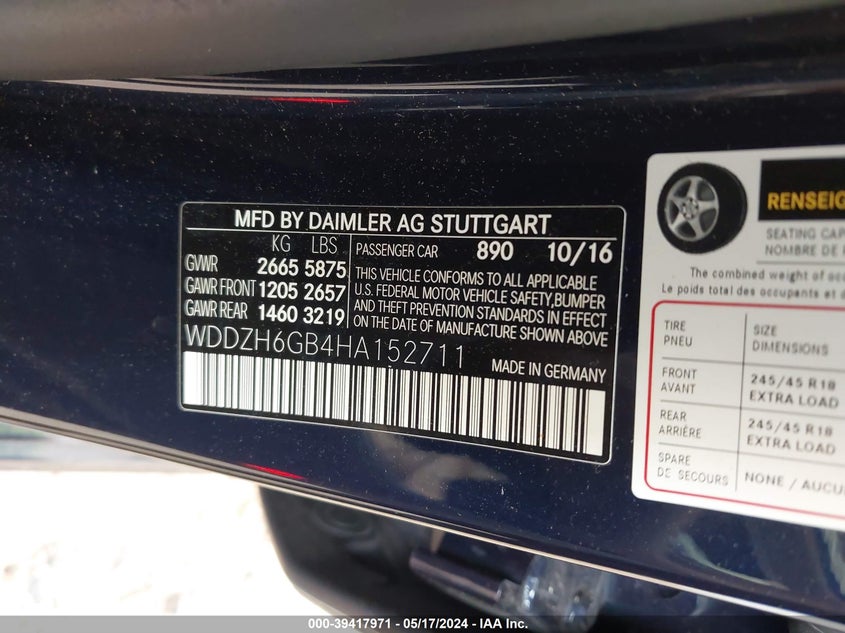 MFD BY DAIMLER AG STUTTGART
KG LBS
GVWR 2665 5875
GAWR FRONT 1205 2657
GAWR REAR 1460 3219
PASSENGER CAR 890 10/16
THIS VEHICLE CONFORMS TO ALL APPLICABLE
U.S. FEDERAL MOTOR VEHICLE SAFETY, BUMPER
AND THEFT PREVENTION STANDARDS IN EFFECT
ON THE DATE OF MANUFACTURE SHOWN ABOVE
WDDZH6GB4HA152711
MADE IN GERMANY
RENSEIG
SEATING CAP
NOMBRE DE
The combined weight of occ
Le poids total des occupants et d
TIRE
PNEU
SIZE
DIMENSIONS
FRONT
AVANT
245/45 R18
EXTRA LOAD
REAR
ARRIÈRE
245/45 R18
EXTRA LOAD
SPARE
DE SECOURS
NONE / AUCU
000-39417971 - 05/17/2024 - IAA Inc.